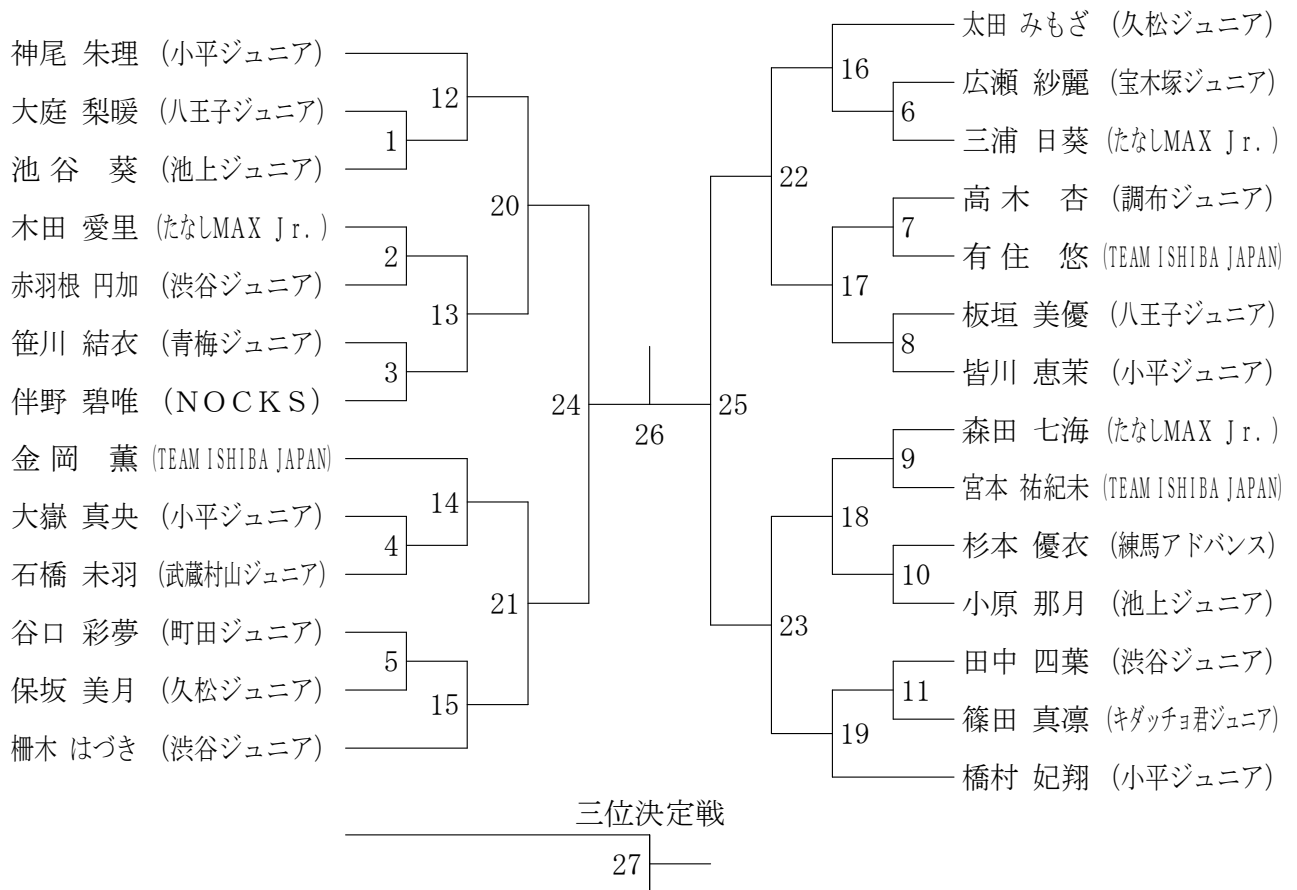 神尾 朱理 (小平ジュニア)
大庭 梨暖 (八王子ジュニア)
池谷 葵 (池上ジュニア)
木田 愛里 (たなしMAX Jr.)
赤羽根 円加 (渋谷ジュニア)
笹川 結衣 (青梅ジュニア)
伴野 碧唯 (NOCKS)
金岡 薫 (TEAM ISHIBA JAPAN)
大嶽 真央 (小平ジュニア)
石橋 未羽 (武蔵村山ジュニア)
谷口 彩夢 (町田ジュニア)
保坂 美月 (久松ジュニア)
柵木 はづき (渋谷ジュニア)
12
1
20
2
13
3
24
14
4
21
5
15
26
太田 みもざ (久松ジュニア)
広瀬 紗麗 (宝木塚ジュニア)
三浦 日葵 (たなしMAX Jr.)
高木 杏 (調布ジュニア)
有住 悠 (TEAM ISHIBA JAPAN)
板垣 美優 (八王子ジュニア)
皆川 恵茉 (小平ジュニア)
森田 七海 (たなしMAX Jr.)
宮本 祐紀未 (TEAM ISHIBA JAPAN)
杉本 優衣 (練馬アドバンス)
小原 那月 (池上ジュニア)
田中 四葉 (渋谷ジュニア)
篠田 真凛 (キダッチョ君ジュニア)
橋村 妃翔 (小平ジュニア)
16
6
22
7
17
8
25
9
18
10
23
11
19
三位決定戦
27